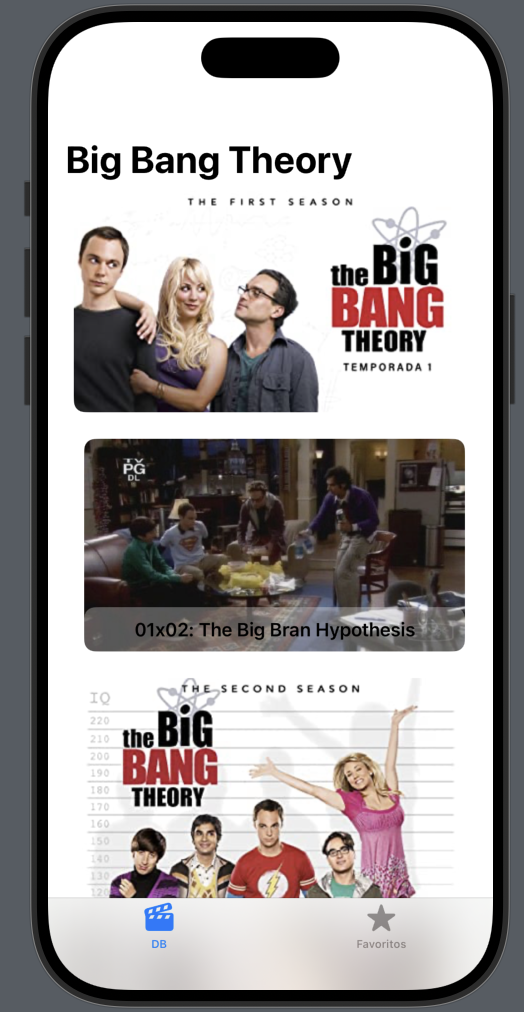 Big Bang Theory
THE FIRST SEASON
the BiG
BANG
THEORY
TEMPORADA 1
TV
PG
DL
01x02: The Big Bran Hypothesis
THE SECOND SEASON
IQ
220
210
200
190
180
170
160
150
140
130
120
the BiG
BANG
THEORY
DB
Favoritos